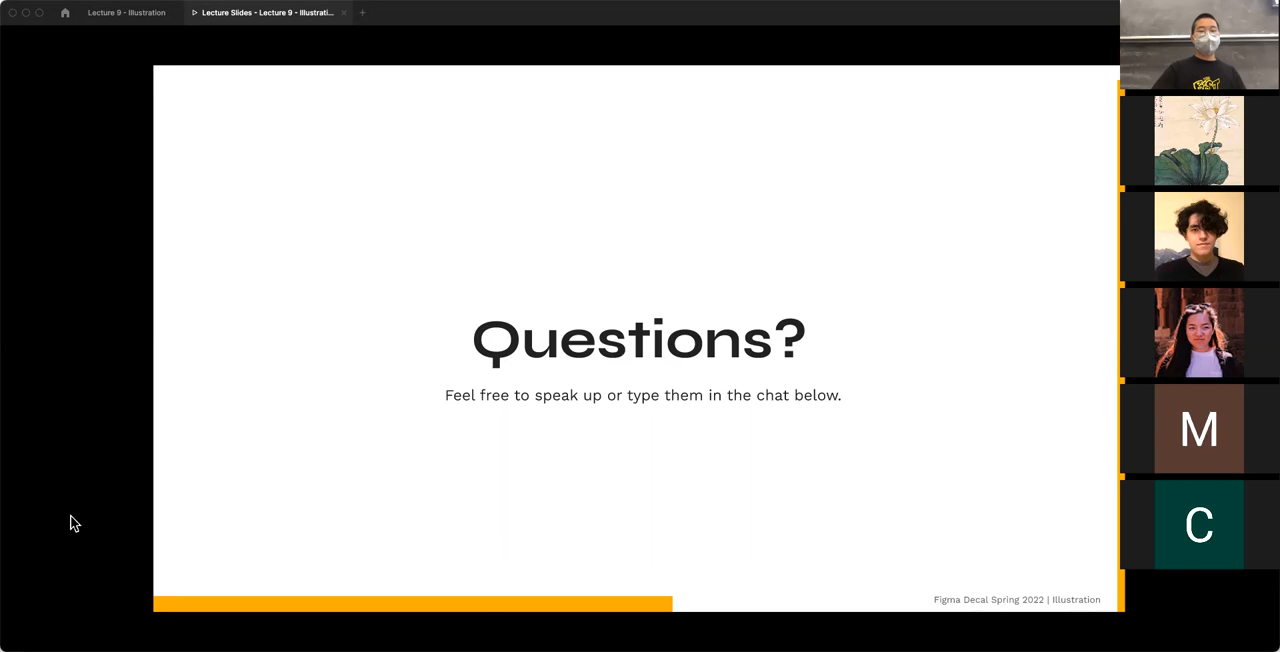 Lecture 9 - Illustration
Lecture Slides - Lecture 9 - Illustrati...
Questions?
Feel free to speak up or type them in the chat below.
Figma Decal Spring 2022 | Illustration
M
C